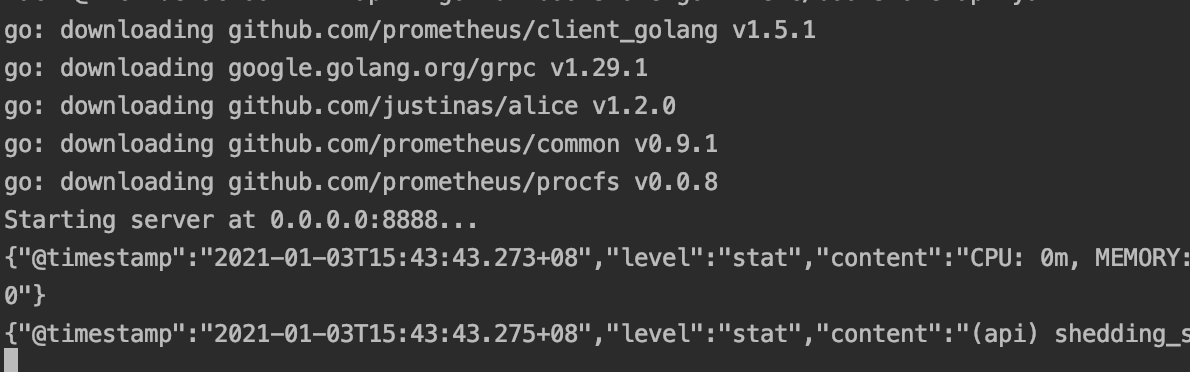 go: downloading github.com/prometheus/client_golang v1.5.1
go: downloading google.golang.org/grpc v1.29.1
go: downloading github.com/justinas/alice v1.2.0
go: downloading github.com/prometheus/common v0.9.1
go: downloading github.com/prometheus/procfs v0.0.8
Starting server at 0.0.0.0:8888...
{"@timestamp":"2021-01-03T15:43:43.273+08","level":"stat","content":"CPU: 0m, MEMORY:
0"}
{"@timestamp":"2021-01-03T15:43:43.275+08","level":"stat","content":"(api) shedding_s